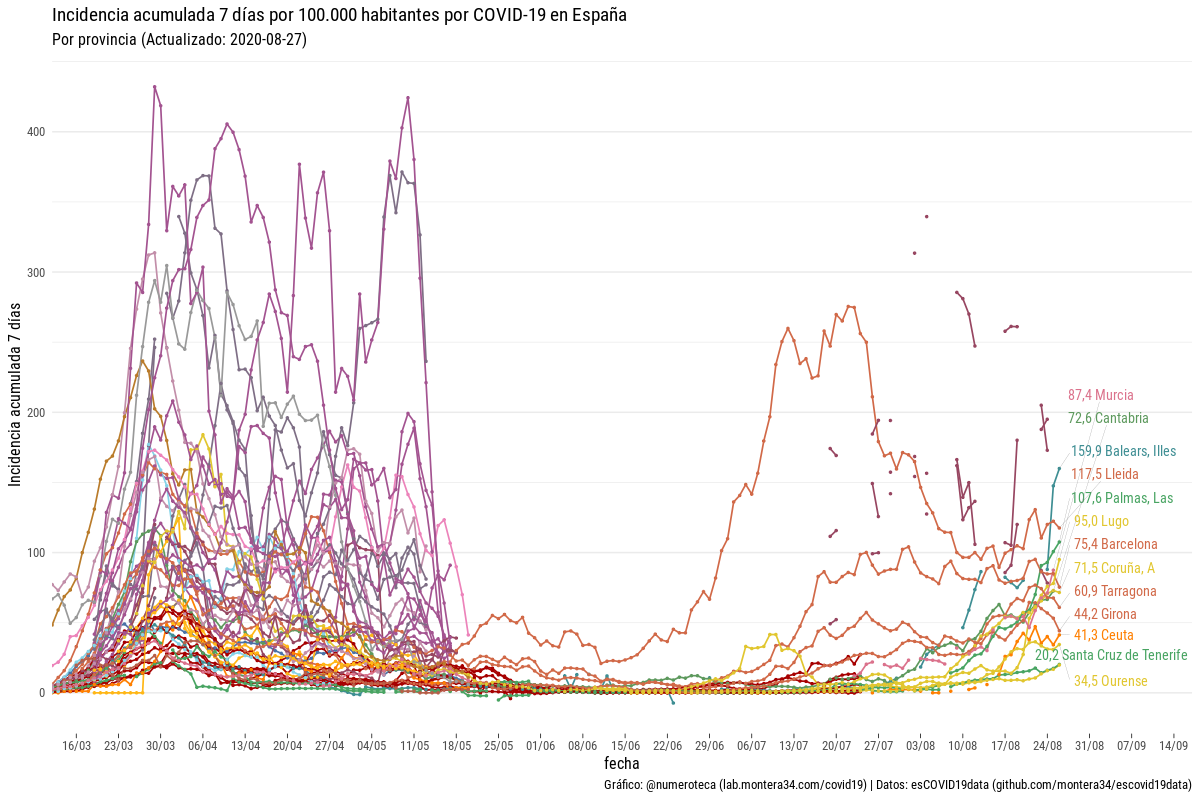 Incidencia acumulada 7 días por 100.000 habitantes por COVID-19 en España
Por provincia (Actualizado: 2020-08-27)
Incidencia acumulada 7 días
400
300
200
100
0
87,4 Murcia
72,6 Cantabria
159,9 Balears, Illes
117,5 Lleida
107,6 Palmas, Las
95,0 Lugo
75,4 Barcelona
71,5 Coruña, A
60,9 Tarragona
44,2 Girona
41,3 Ceuta
20,2 Santa Cruz de Tenerife
34,5 Ourense
16/03 23/03 30/03 06/04 13/04 20/04 27/04 04/05 11/05 18/05 25/05 01/06 08/06 15/06 22/06 29/06 06/07 13/07 20/07 27/07 03/08 10/08 17/08 24/08 31/08 07/09 14/09
fecha
Gráfico: @numeroteca (lab.montera34.com/covid19) | Datos: esCOVID19data (github.com/montera34/escovid19data)